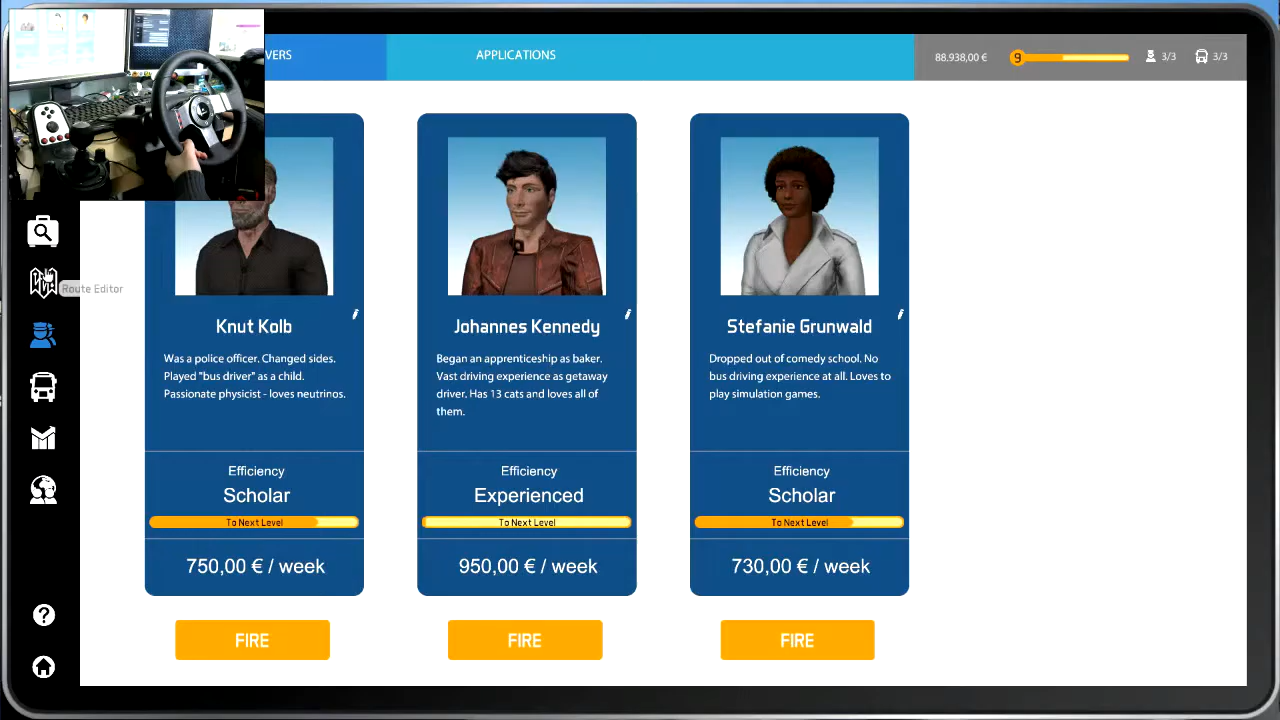 VERS
APPLICATIONS
88.938,00 €
9
3/3
3/3
Route Editor
Knut Kolb
Was a police officer. Changed sides.
Played "bus driver" as a child.
Passionate physicist - loves neutrinos.
Efficiency
Scholar
To Next Level
750,00 € / week
FIRE
Johannes Kennedy
Began an apprenticeship as baker.
Vast driving experience as getaway
driver. Has 13 cats and loves all of
them.
Efficiency
Experienced
To Next Level
950,00 € / week
FIRE
Stefanie Grunwald
Dropped out of comedy school. No
bus driving experience at all. Loves to
play simulation games.
Efficiency
Scholar
To Next Level
730,00 € / week
FIRE